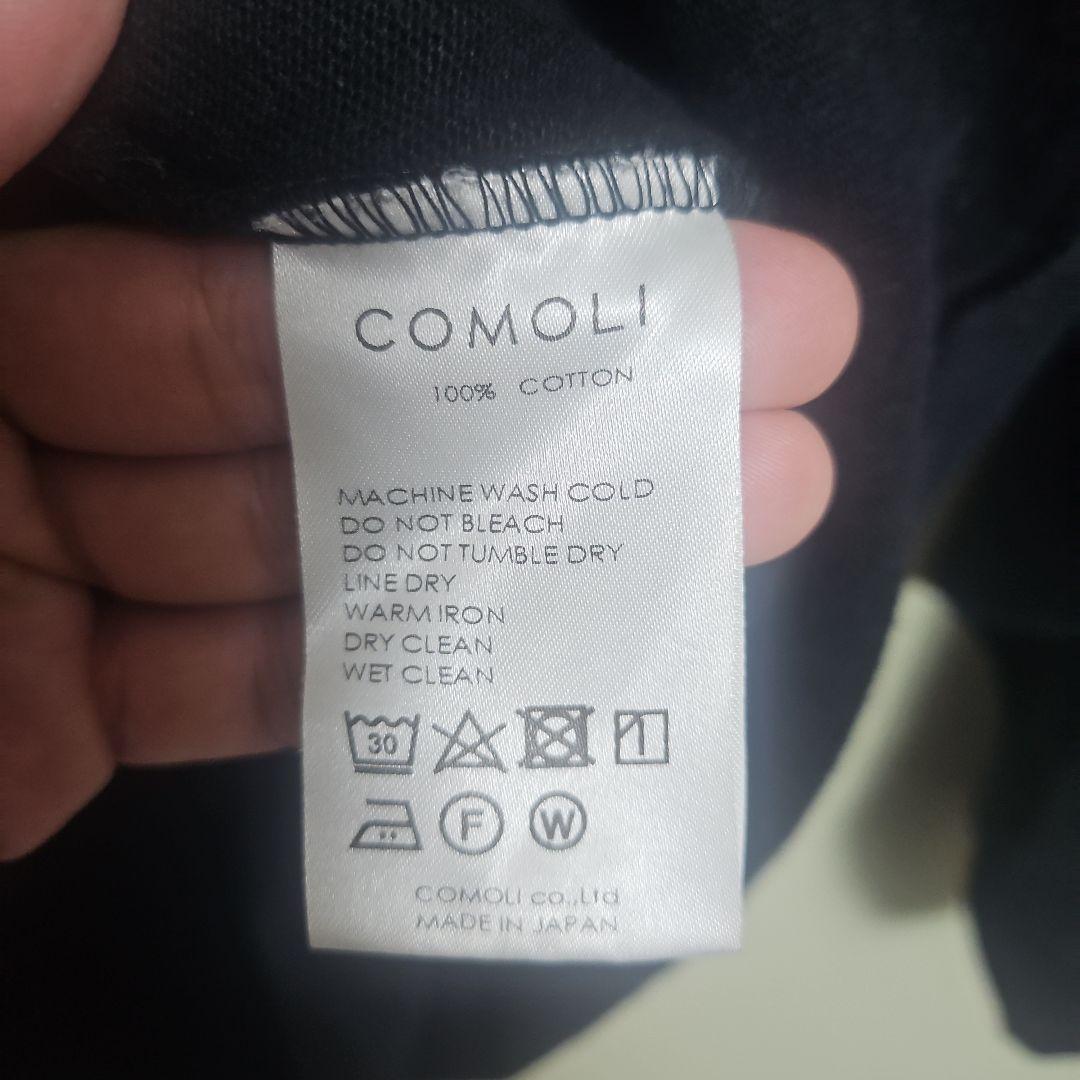 COMOLI
100% COTTON
MACHINE WASH COLD
DO NOT BLEACH
DO NOT TUMBLE DRY
LINE DRY
WARM IRON
DRY CLEAN
WET CLEAN
30
F W
COMOLI co.,Ltd
MADE IN JAPAN